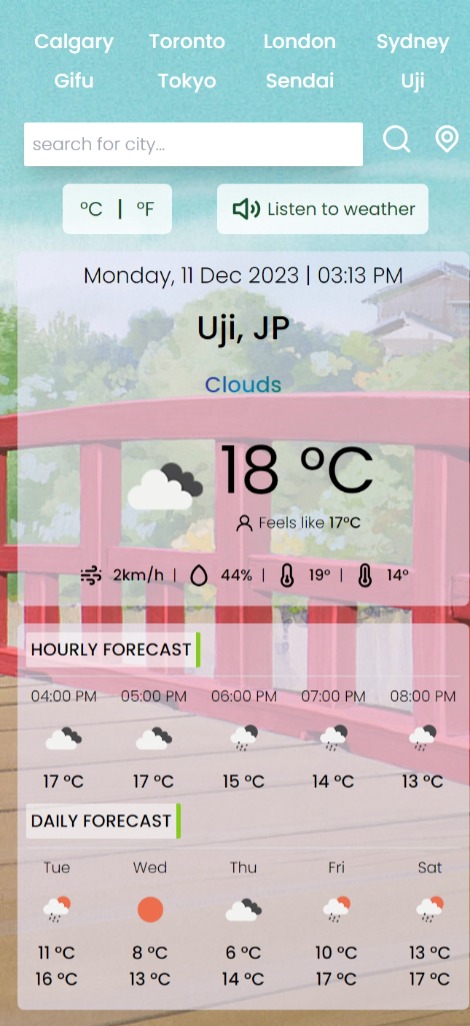 Calgary Toronto London Sydney
Gifu Tokyo Sendai Uji
search for city...
°C | °F
Listen to weather
Monday, 11 Dec 2023 | 03:13 PM
Uji, JP
Clouds
18 °C
Feels like 17°C
2km/h | 44% | 19° | 14°
HOURLY FORECAST
04:00 PM 05:00 PM 06:00 PM 07:00 PM 08:00 PM
17 °C 17 °C 15 °C 14 °C 13 °C
DAILY FORECAST
Tue Wed Thu Fri Sat
11 °C 8 °C 6 °C 10 °C 13 °C
16 °C 13 °C 14 °C 17 °C 17 °C